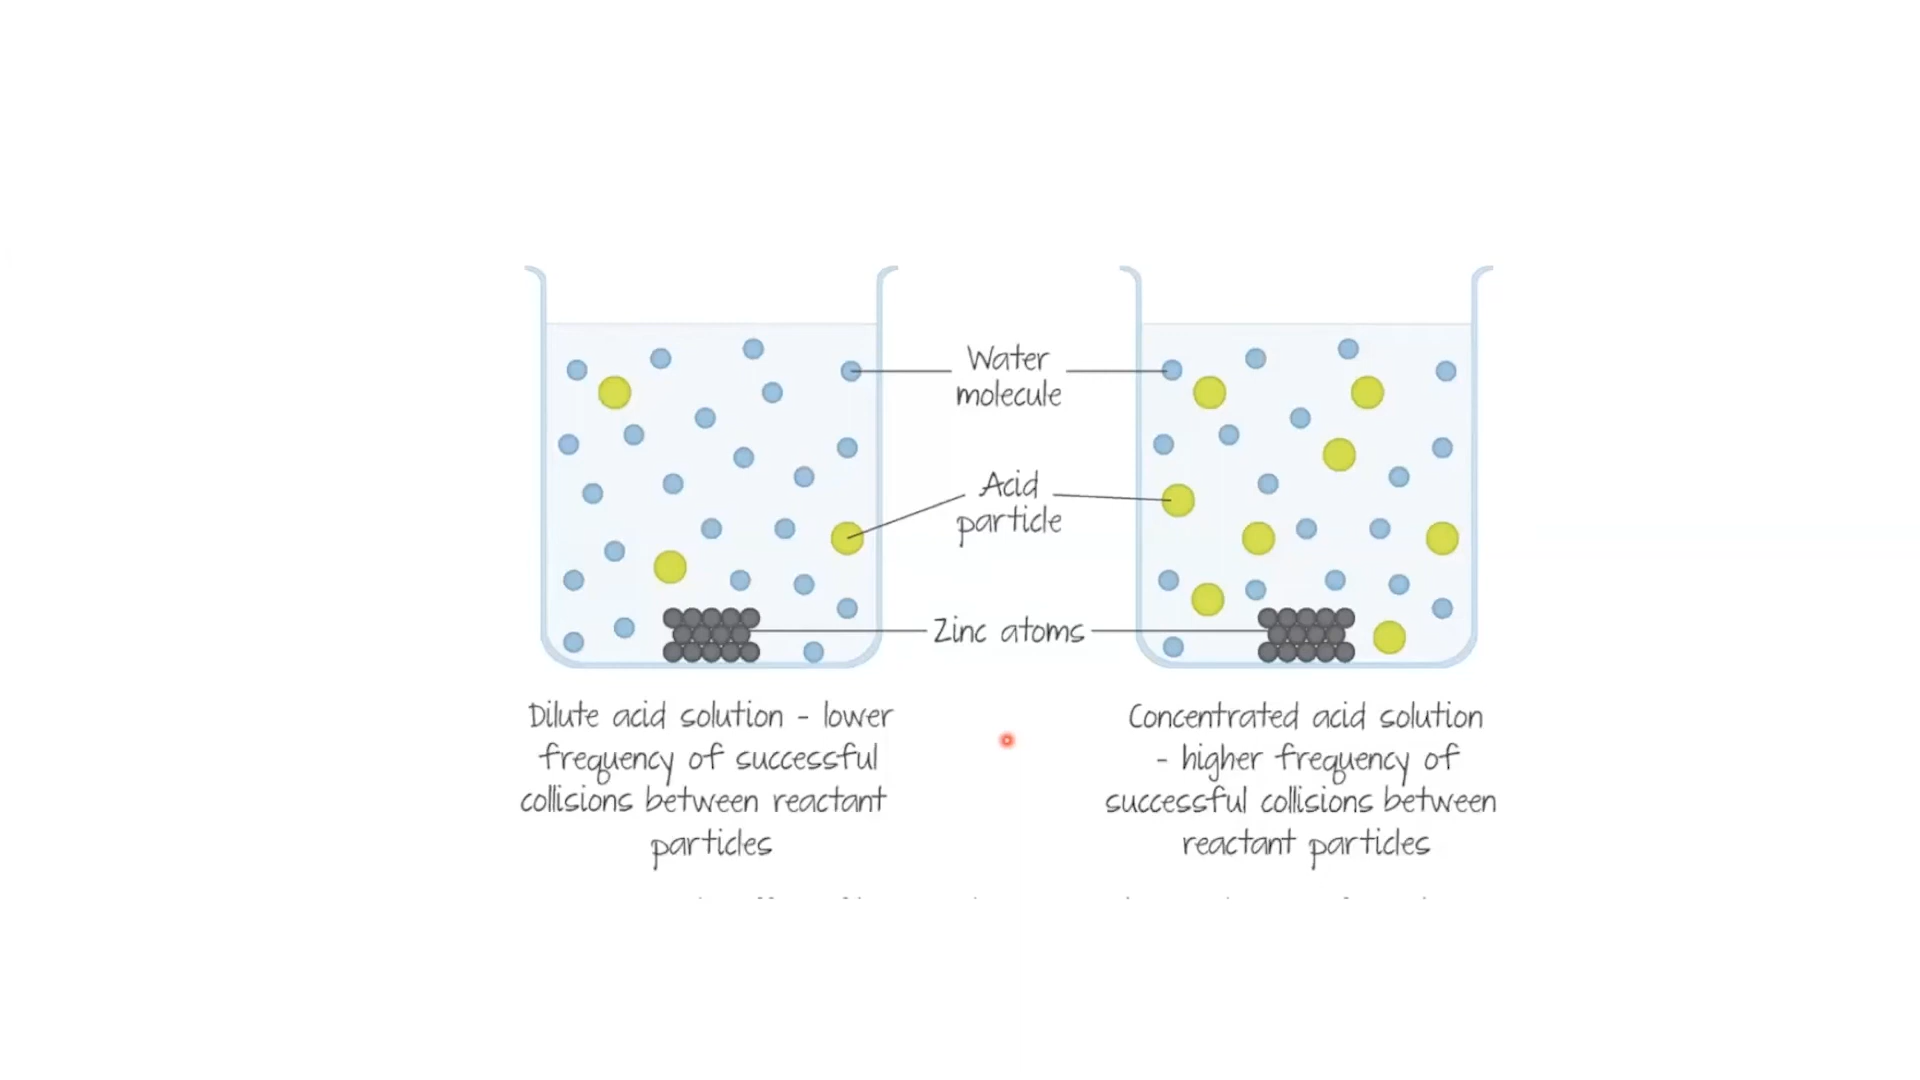 Water
molecule
Acid
particle
Zinc atoms
Dilute acid solution - lower
frequency of successful
collisions between reactant
particles
Concentrated acid solution
- higher frequency of
successful collisions between
reactant particles